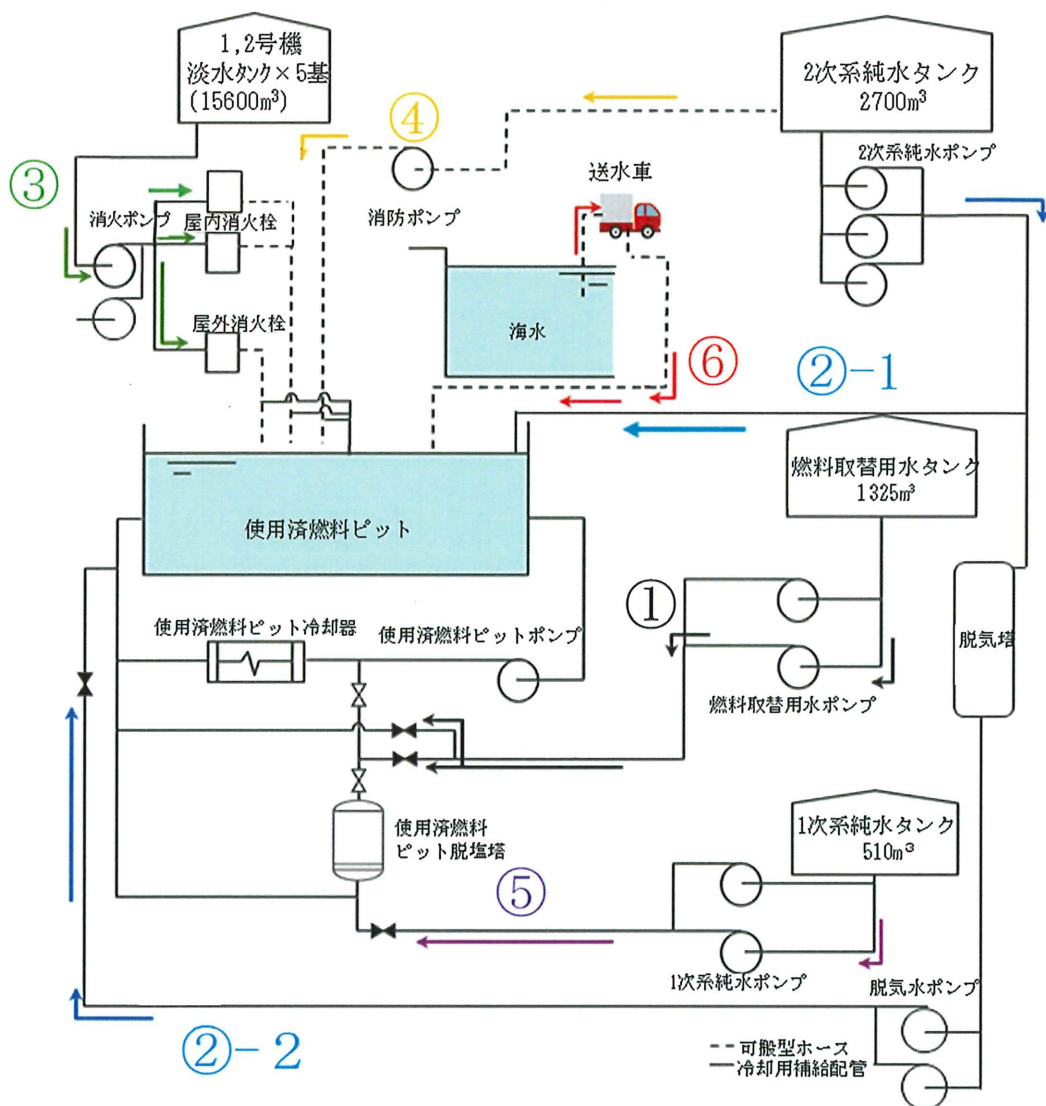 1,2号機
淡水タンク×5基
(15600m³)
2次系純水タンク
2700m³
④
2次系純水ポンプ
③
送水車
消火ポンプ
屋内消火栓
消防ポンプ
屋外消火栓
海水
⑥
②-1
燃料取替用水タンク
1325m³
使用済燃料ピット
①
使用済燃料ピット冷却器
使用済燃料ピットポンプ
脱気塔
燃料取替用水ポンプ
1次系純水タンク
510m³
使用済燃料
ピット脱塩塔
⑤
1次系純水ポンプ
脱気水ポンプ
②-2
可搬型ホース
冷却用補給配管